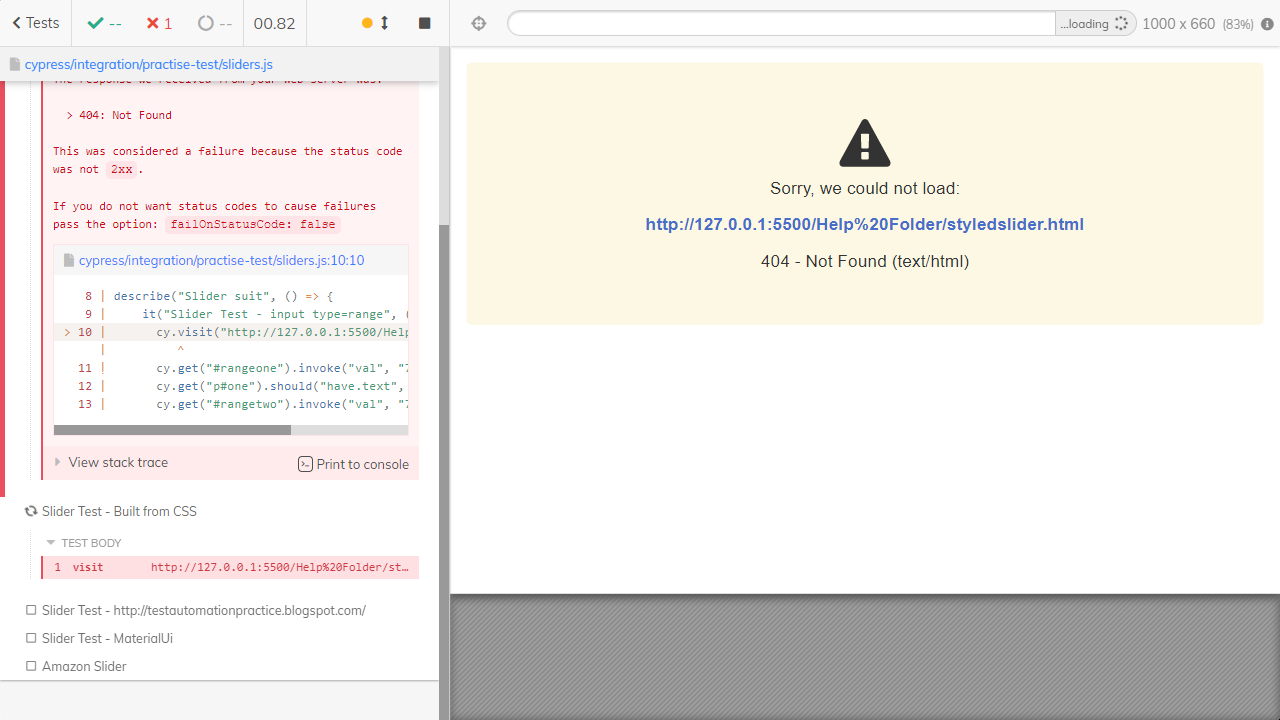 Tests
--
1
--
00.82
...loading
1000 x 660 (83%)
cypress/integration/practise-test/sliders.js
The response we received from your web server was:
> 404: Not Found
This was considered a failure because the status code
was not 2xx.
If you do not want status codes to cause failures
pass the option: failOnStatusCode: false
cypress/integration/practise-test/sliders.js:10:10
8 | describe("Slider suit", () => {
9 | it("Slider Test - input type=range", (
> 10 | cy.visit("http://127.0.0.1:5500/Help
| ^
11 | cy.get("#rangeone").invoke("val", "7
12 | cy.get("p#one").should("have.text",
13 | cy.get("#rangetwo").invoke("val", "7
View stack trace
Print to console
Slider Test - Built from CSS
TEST BODY
1 visit http://127.0.0.1:5500/Help%20Folder/st...
Slider Test - http://testautomationpractice.blogspot.com/
Slider Test - MaterialUi
Amazon Slider
Sorry, we could not load:
http://127.0.0.1:5500/Help%20Folder/styledslider.html
404 - Not Found (text/html)